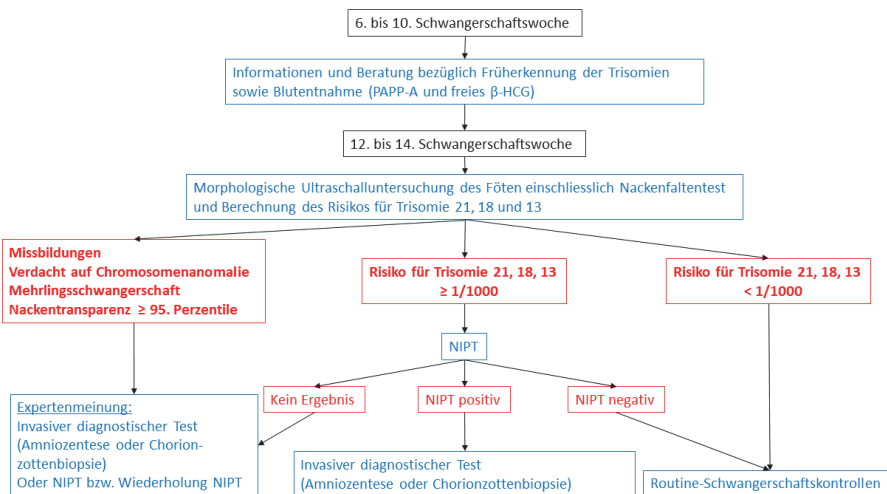 6. bis 10. Schwangerschaftswoche
Informationen und Beratung bezüglich Früherkennung der Trisomien
sowie Blutentnahme (PAPP-A und freies β-HCG)
12. bis 14. Schwangerschaftswoche
Morphologische Ultraschalluntersuchung des Föten einschliesslich Nackenfaltentest
und Berechnung des Risikos für Trisomie 21, 18 und 13
Missbildungen
Verdacht auf Chromosomenanomalie
Mehrlingsschwangerschaft
Nackentransparenz ≥ 95. Perzentile
Risiko für Trisomie 21, 18, 13
≥ 1/1000
Risiko für Trisomie 21, 18, 13
< 1/1000
NIPT
Kein Ergebnis
NIPT positiv
NIPT negativ
Expertenmeinung:
Invasiver diagnostischer Test
(Amniozentese oder Chorion-
zottenbiopsie)
Oder NIPT bzw. Wiederholung NIPT
Invasiver diagnostischer Test
(Amniozentese oder Chorionzottenbiopsie)
Routine-Schwangerschaftskontrollen